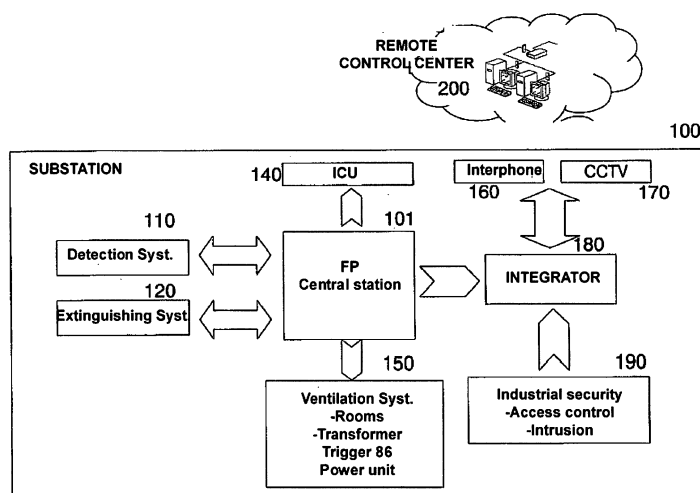 REMOTE
CONTROL CENTER
200
100
SUBSTATION
140
ICU
Interphone
CCTV
160
170
110
101
180
Detection Syst.
FP
Central station
INTEGRATOR
120
Extinguishing Syst.
150
190
Ventilation Syst.
-Rooms
-Transformer
Trigger 86
Power unit
Industrial security
-Access control
-Intrusion